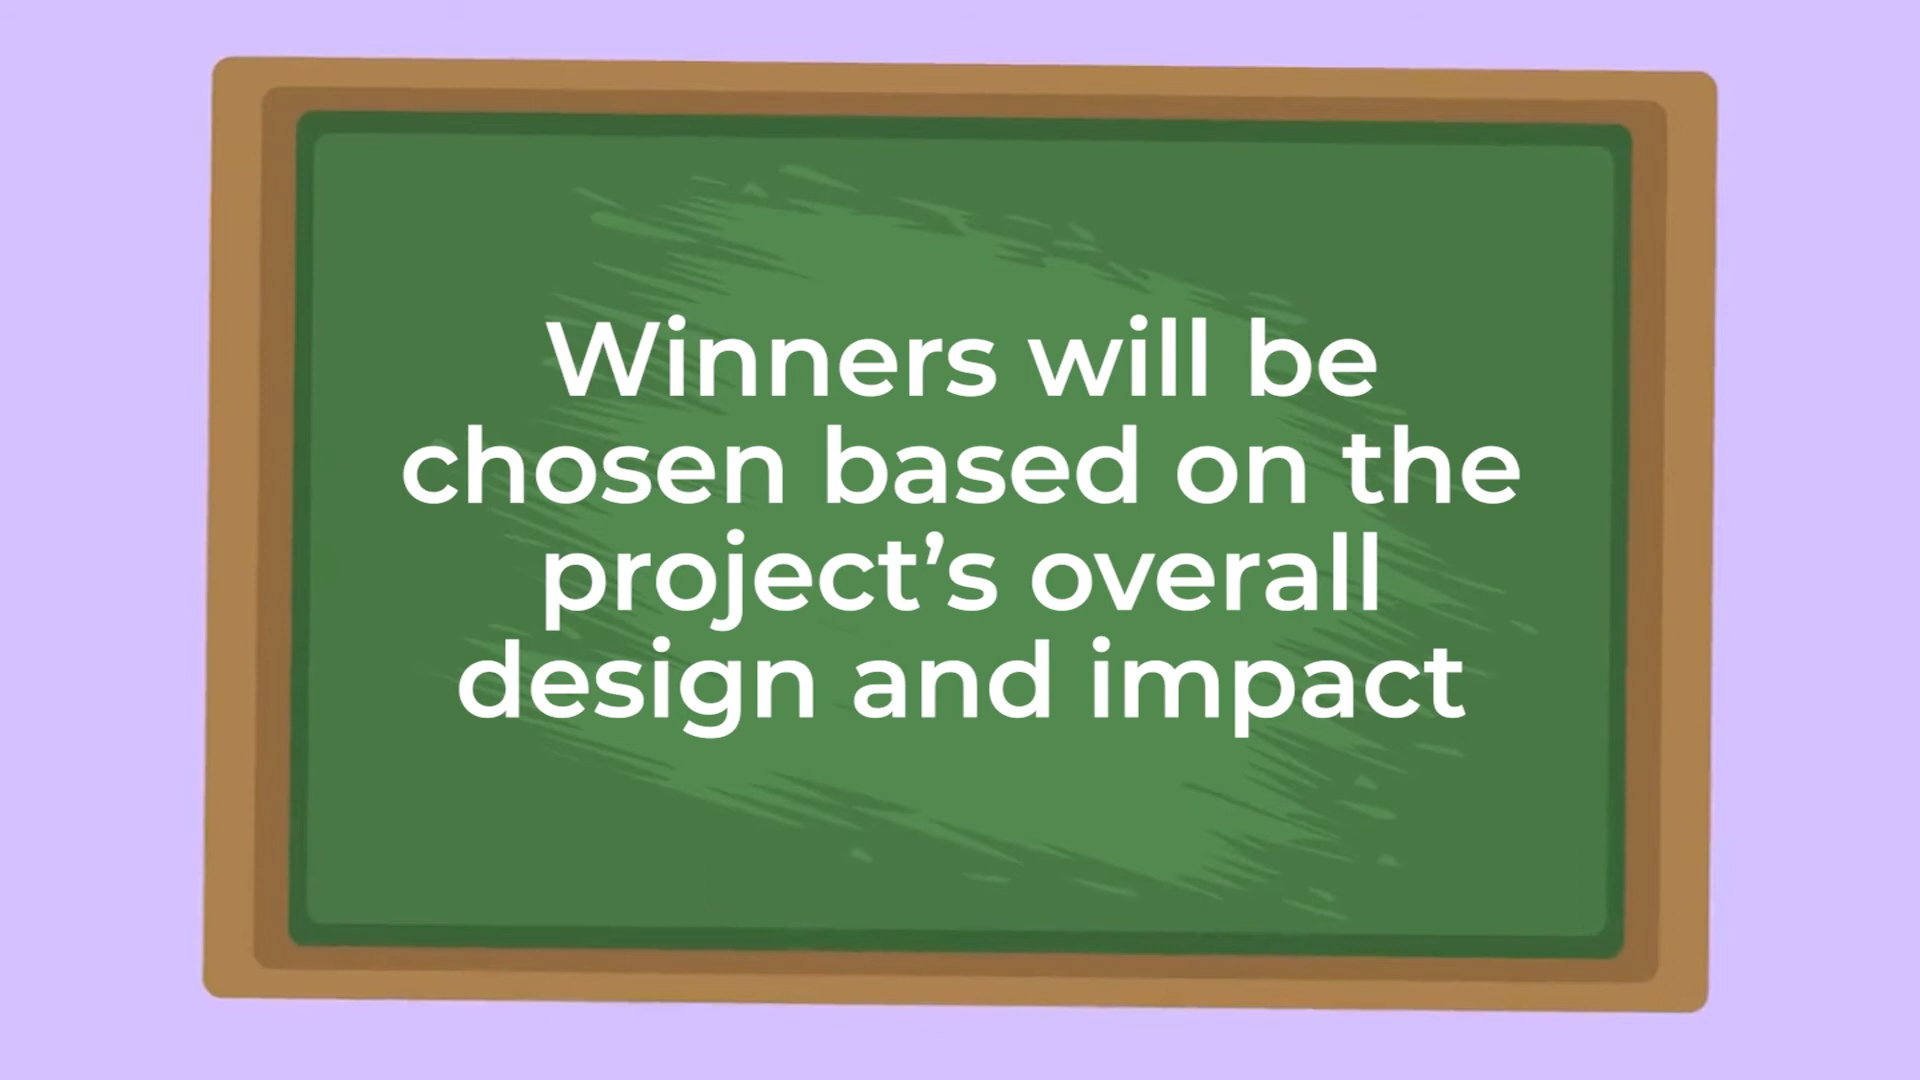 Winners will be
chosen based on the
project’s overall
design and impact